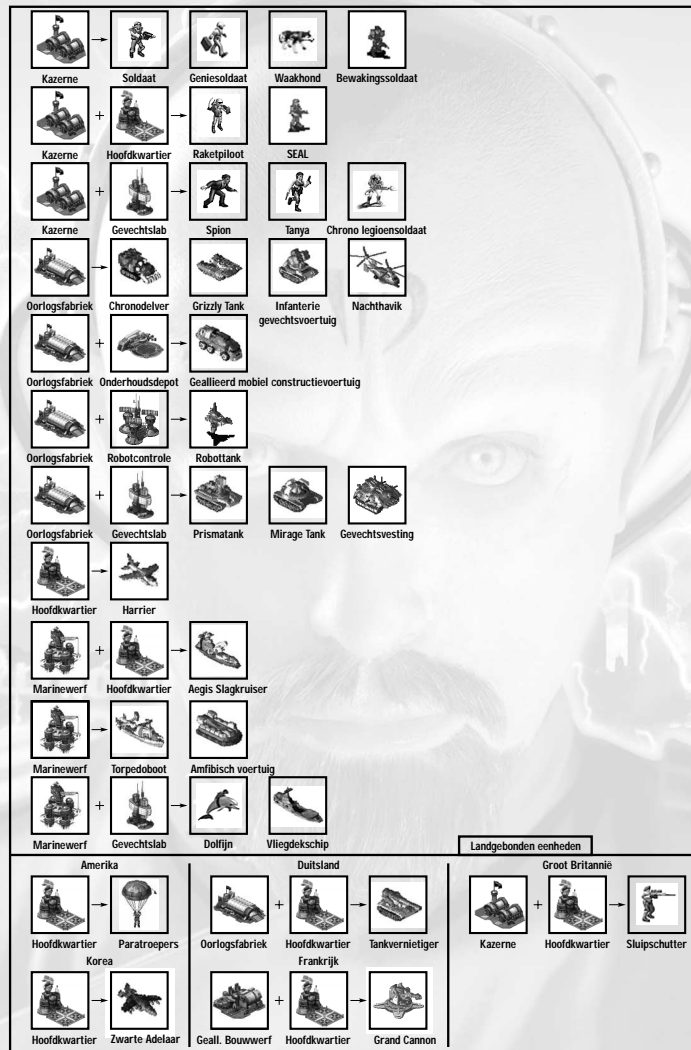 Kazerne Soldaat Geniesoldaat Waakhond Bewakingssoldaat
+
Kazerne Hoofdkwartier Raketpiloot SEAL
+
Kazerne Gevechtslab Spion Tanya Chrono legioensoldaat
Oorlogsfabriek Chronodelver Grizzly Tank Infanterie Nachthavik
gevechtsvoertuig
+
Oorlogsfabriek Onderhoudsdepot Geallieerd mobiel constructievoertuig
+
Oorlogsfabriek Robotcontrole Robottank
+
Oorlogsfabriek Gevechtslab Prismatank Mirage Tank Gevechtsvesting
Hoofdkwartier Harrier
+
Marinewerf Hoofdkwartier Aegis Slagkruiser
Marinewerf Torpedoboot Amfibisch voertuig
+
Marinewerf Gevechtslab Dolfijn Vliegdekschip
Landgebonden eenheden
Amerika Duitsland Groot Britannië
+ +
Hoofdkwartier Paratroepers Oorlogsfabriek Hoofdkwartier Tankvernietiger Kazerne Hoofdkwartier Sluipschutter
Korea Frankrijk
+
Hoofdkwartier Zwarte Adelaar Geall. Bouwwerf Hoofdkwartier Grand Cannon